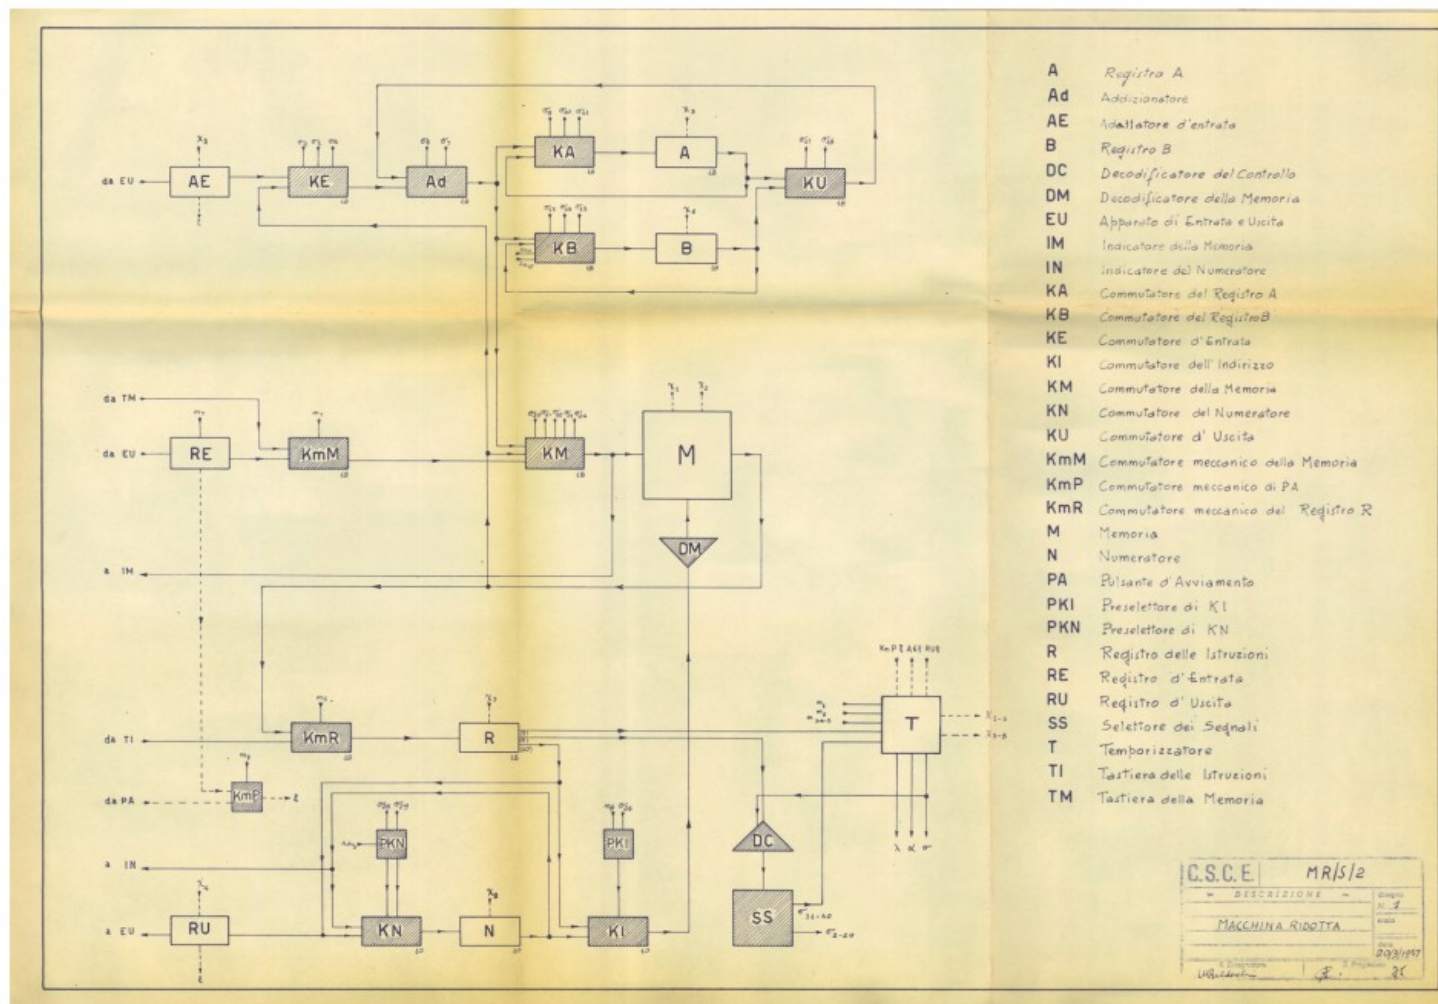 da EU
AE
KE
Ad
KA
A
KU
KB
B
da TM
da EU
RE
KmM
KM
M
DM
a IM
da TI
KmR
R
T
da PA
KmP
PKN
PKI
DC
a IN
a EU
RU
KN
N
KI
SS
λ α σ
A Registro A
Ad Addizionatore
AE Adattatore d'entrata
B Registro B
DC Decodificatore del Controllo
DM Decodificatore della Memoria
EU Apparato di Entrata e Uscita
IM Indicatore della Memoria
IN Indicatore del Numeratore
KA Commutatore del Registro A
KB Commutatore del Registro B
KE Commutatore d'Entrata
KI Commutatore dell'Indirizzo
KM Commutatore della Memoria
KN Commutatore del Numeratore
KU Commutatore d'Uscita
KmM Commutatore meccanico della Memoria
KmP Commutatore meccanico di PA
KmR Commutatore meccanico del Registro R
M Memoria
N Numeratore
PA Pulsante d'Avviamento
PKI Preselettore di KI
PKN Preselettore di KN
R Registro delle Istruzioni
RE Registro d'Entrata
RU Registro d'Uscita
SS Selettore dei Segnali
T Temporizzatore
TI Tastiera delle Istruzioni
TM Tastiera della Memoria
C.S.C.E. MR/S/2
DESCRIZIONE
N. 1
MACCHINA RIDOTTA
scala
data
20/3/1957